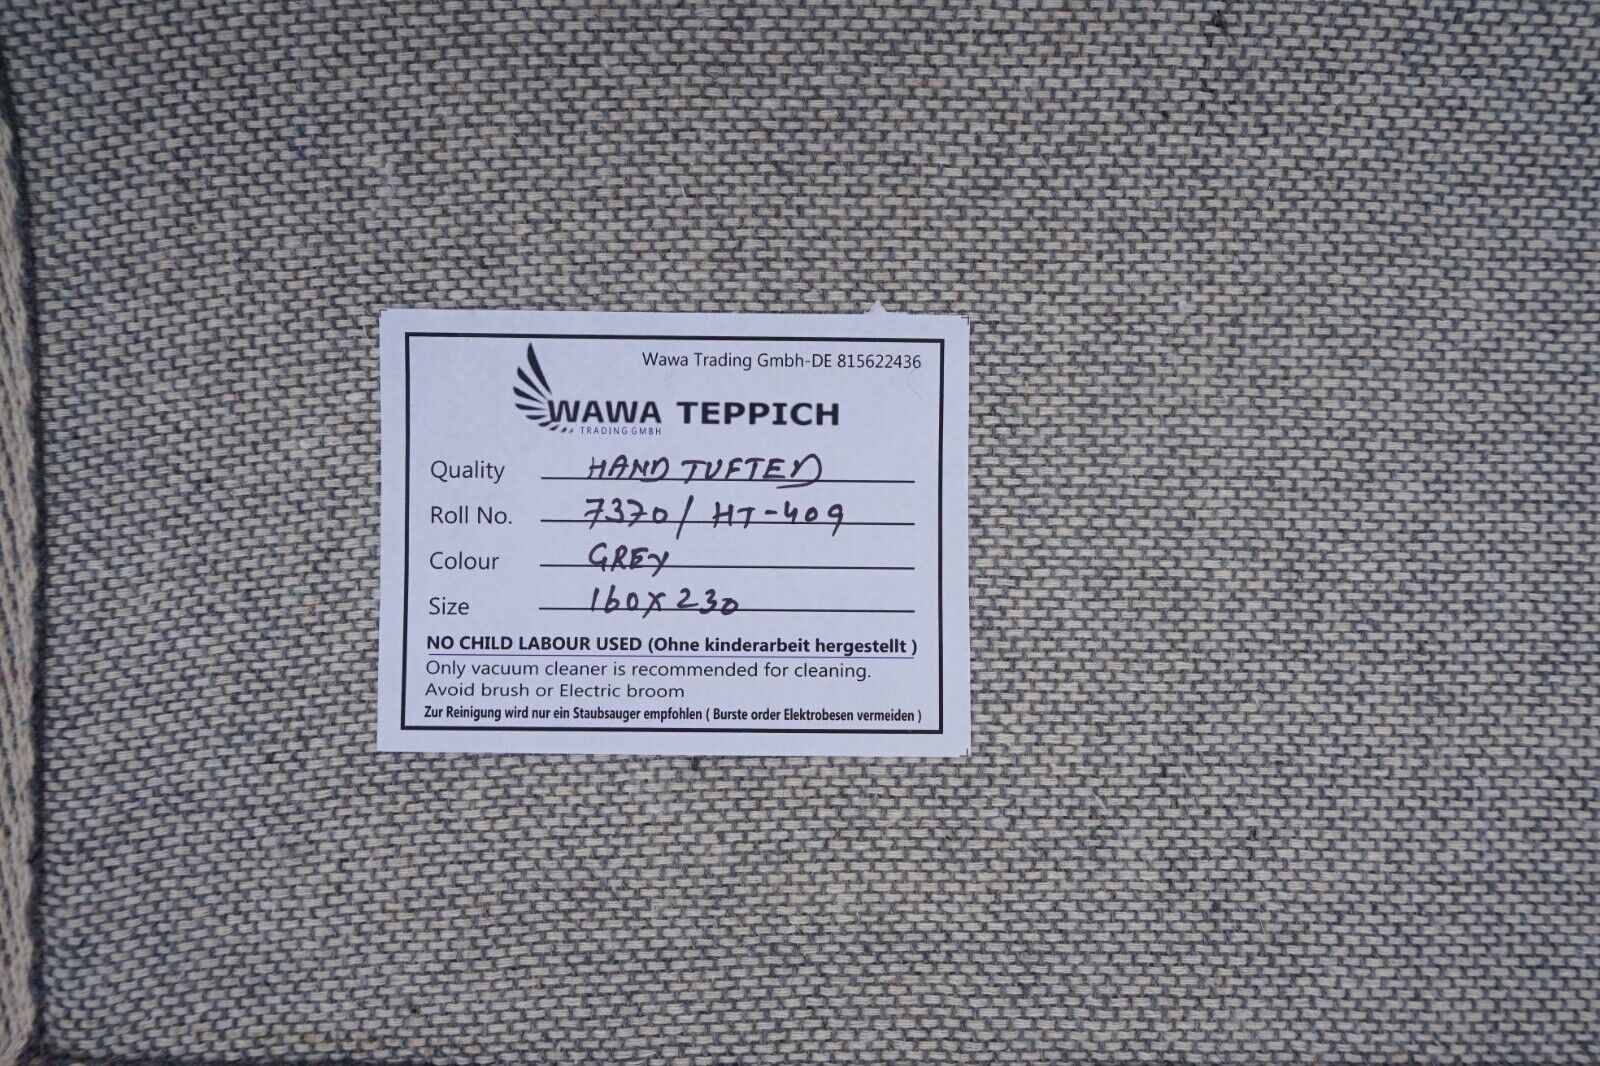 Wawa Trading Gmbh-DE 815622436
WAWA TEPPICH
TRADING GMBH
Quality HAND TUFTED
Roll No. 7370/ HT-409
Colour GREY
Size 160x230
NO CHILD LABOUR USED (Ohne kinderarbeit hergestellt )
Only vacuum cleaner is recommended for cleaning.
Avoid brush or Electric broom
Zur Reinigung wird nur ein Staubsauger empfohlen ( Burste order Elektrobesen vermeiden )